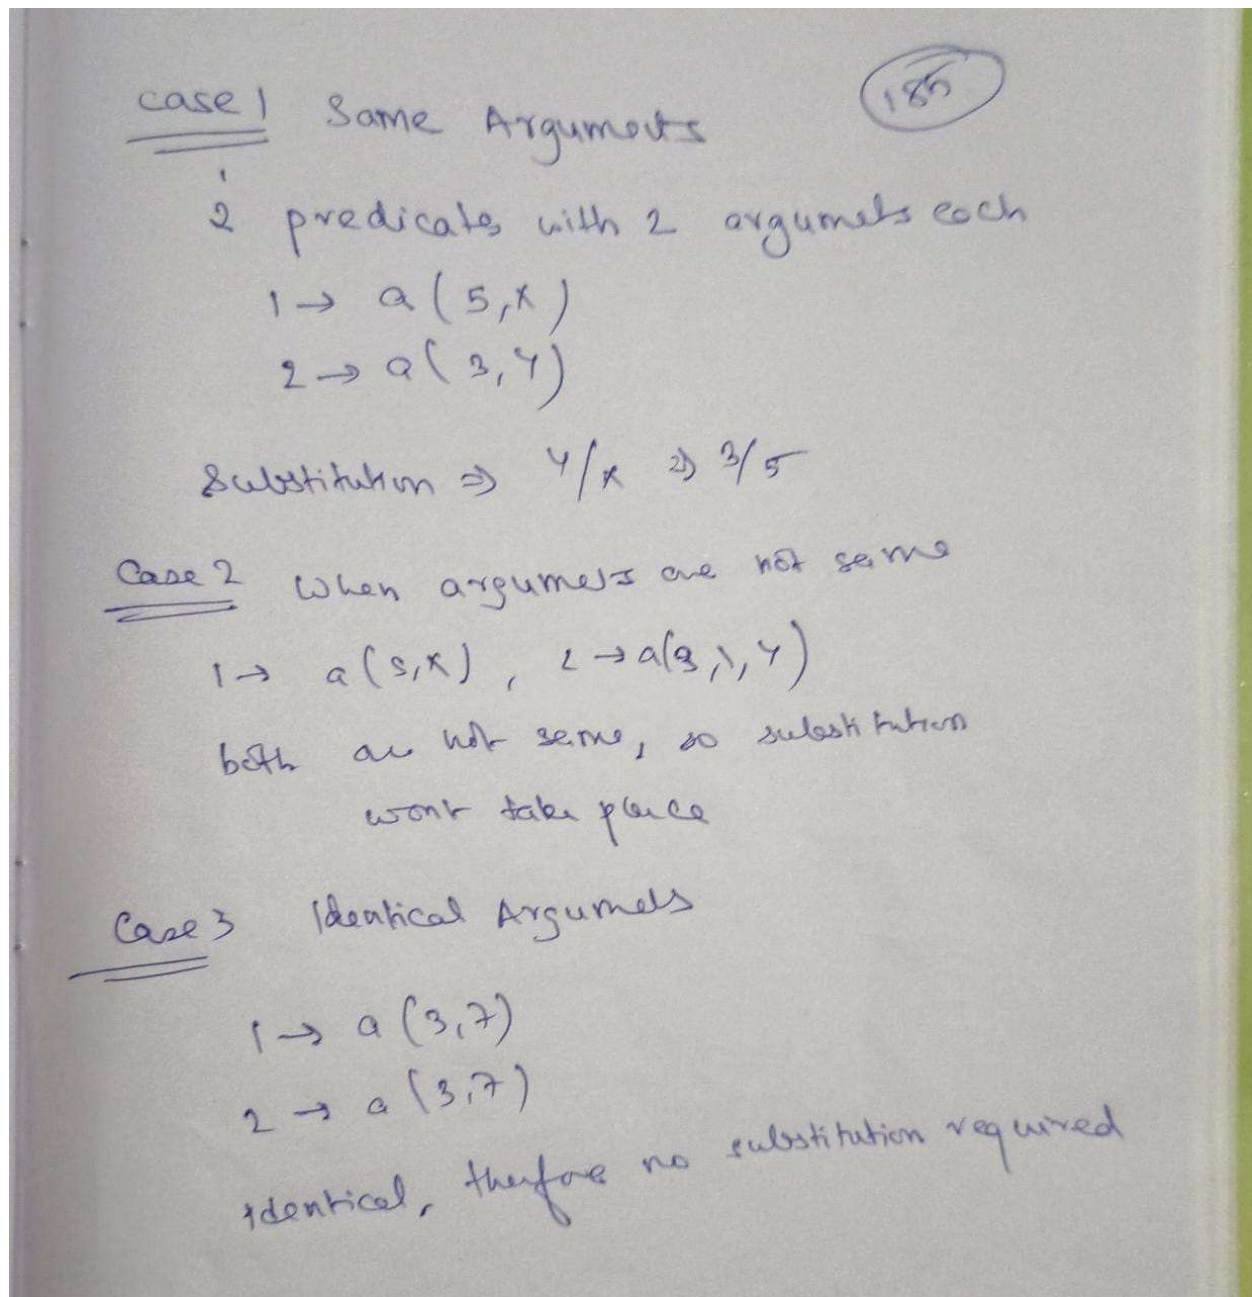 185
case 1 Same Arguments
2 predicates with 2 argumets each
1 → a (5, x)
2 → a (3, y)
Substitution ⇒ y/x ⇒ 3/5
Case 2 When argumets are not same
1 → a (5, x) , 2 → a(3, 1, y)
both are not same, so substitution
wont take place
Case 3 Identical Argumets
1 → a (3,7)
2 → a (3,7)
identical, therfore no substitution required